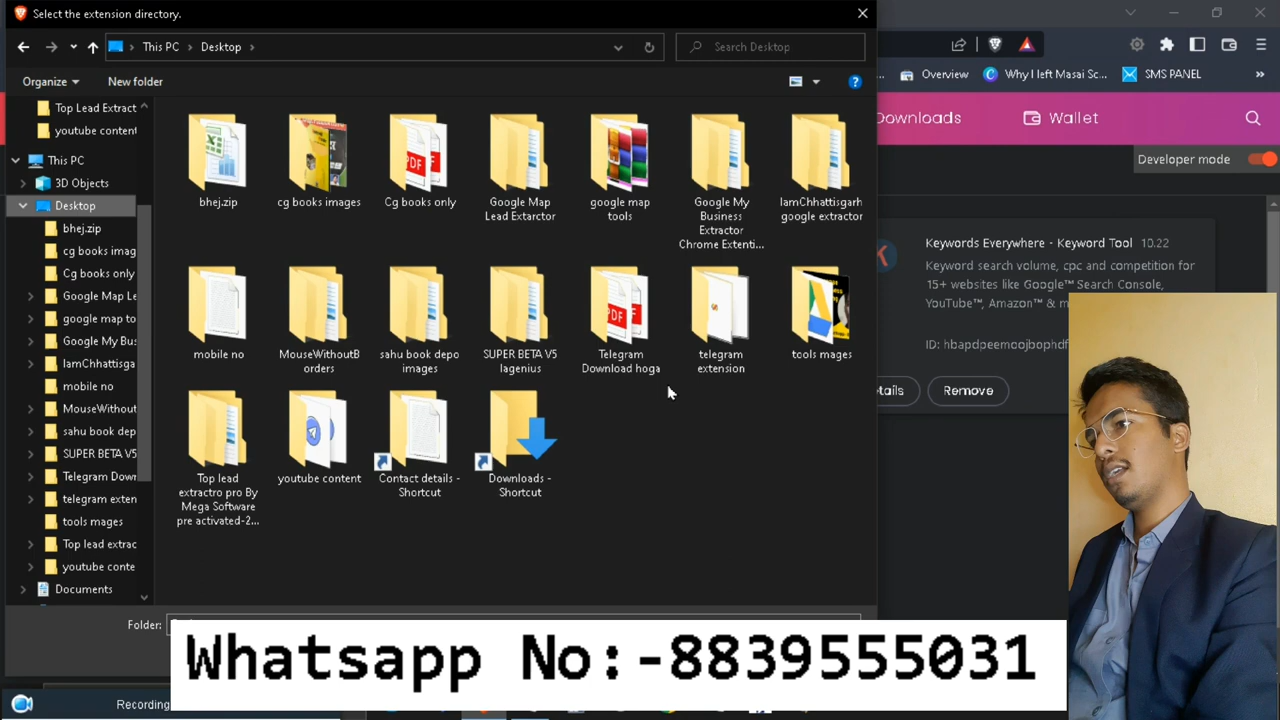 Select the extension directory.
This PC
Desktop
Search Desktop
Organize
New folder
Top Lead Extract
youtube content
This PC
3D Objects
Desktop
bhej.zip
cg books imag
Cg books only
Google Map Le
google map to
Google My Bus
IamChhattisga
mobile no
MouseWithout
sahu book dep
SUPER BETA V5
Telegram Down
telegram exten
tools mages
Top lead extrac
youtube conte
Documents
bhej.zip
cg books images
Cg books only
Google Map
Lead Extarctor
google map
tools
Google My
Business
Extractor
Chrome Extenti...
IamChhattisgarh
google extractor
mobile no
MouseWithoutB
orders
sahu book depo
images
SUPER BETA V5
lagenius
Telegram
Download hoga
telegram
extension
tools mages
Top lead
extractro pro By
Mega Software
pre activated-2...
youtube content
Contact details -
Shortcut
Downloads -
Shortcut
Folder:
... Overview
Why I left Masai Sc...
SMS PANEL
»
Downloads
Wallet
Developer mode
Keywords Everywhere - Keyword Tool 10.22
Keyword search volume, cpc and competition for
15+ websites like Google™ Search Console,
YouTube™, Amazon™ & m
ID: hbapdpeemoojbophdf
etails
Remove
Whatsapp No:-8839555031
Recording